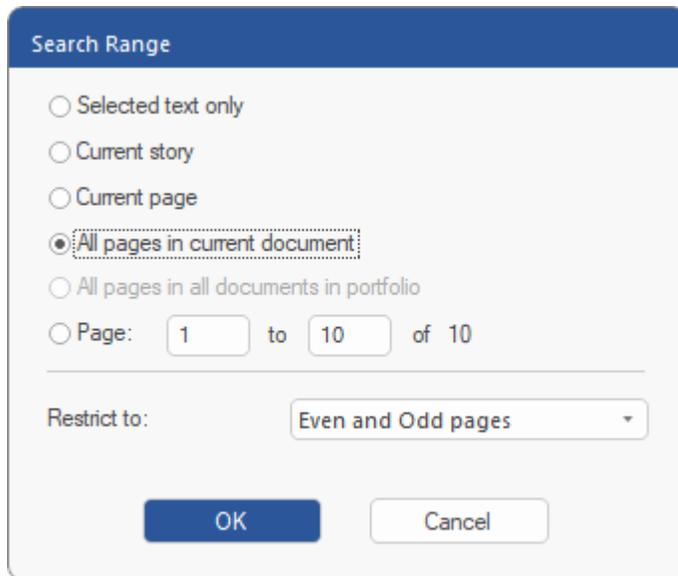 Search Range
Selected text only
Current story
Current page
All pages in current document
All pages in all documents in portfolio
Page: 1 to 10 of 10
Restrict to: Even and Odd pages
OK Cancel